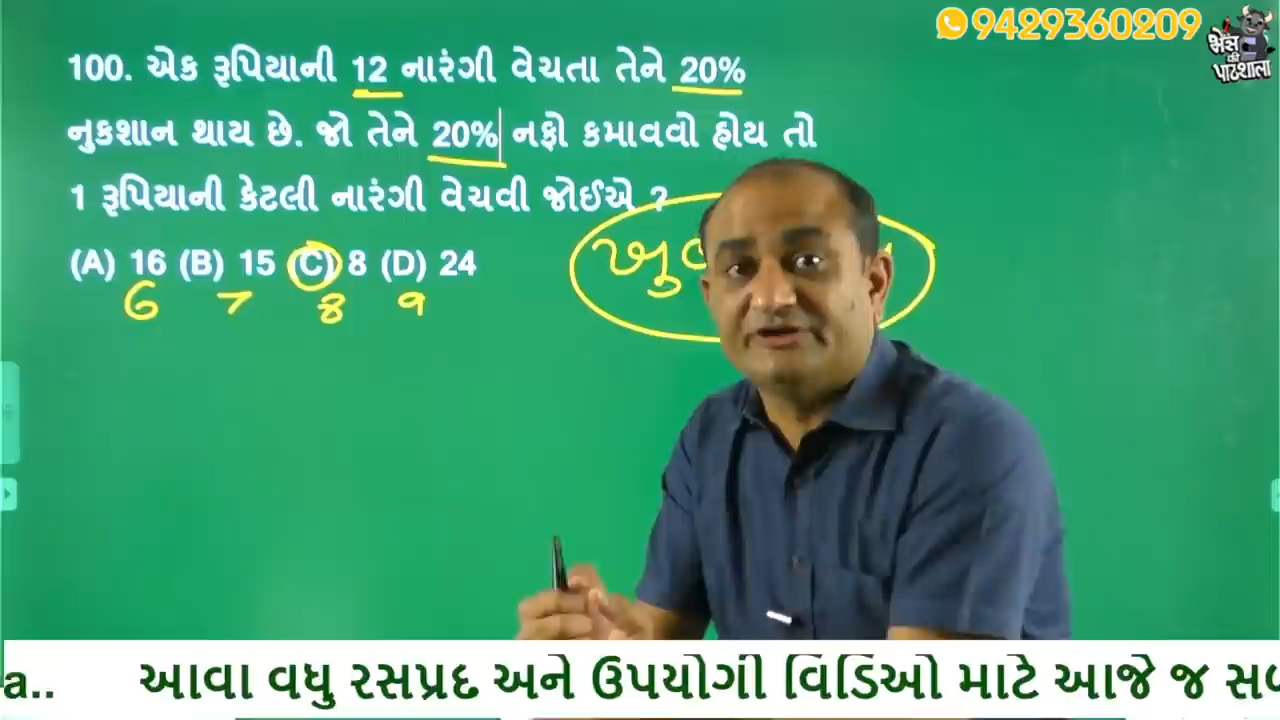 9429360209
ભેંસ
की
પાઠશાલા
100. એક રૂપિયાની 12 નારંગી વેચતા તેને 20%
નુકશાન થાય છે. જો તેને 20% નફો કમાવવો હોય તો
1 રૂપિયાની કેટલી નારંગી વેચવી જોઈએ ?
(A) 16 (B) 15 (C) 8 (D) 24
6 7 8 9
a.. આવા વધુ રસપ્રદ અને ઉપયોગી વિડિઓ માટે આજે જ